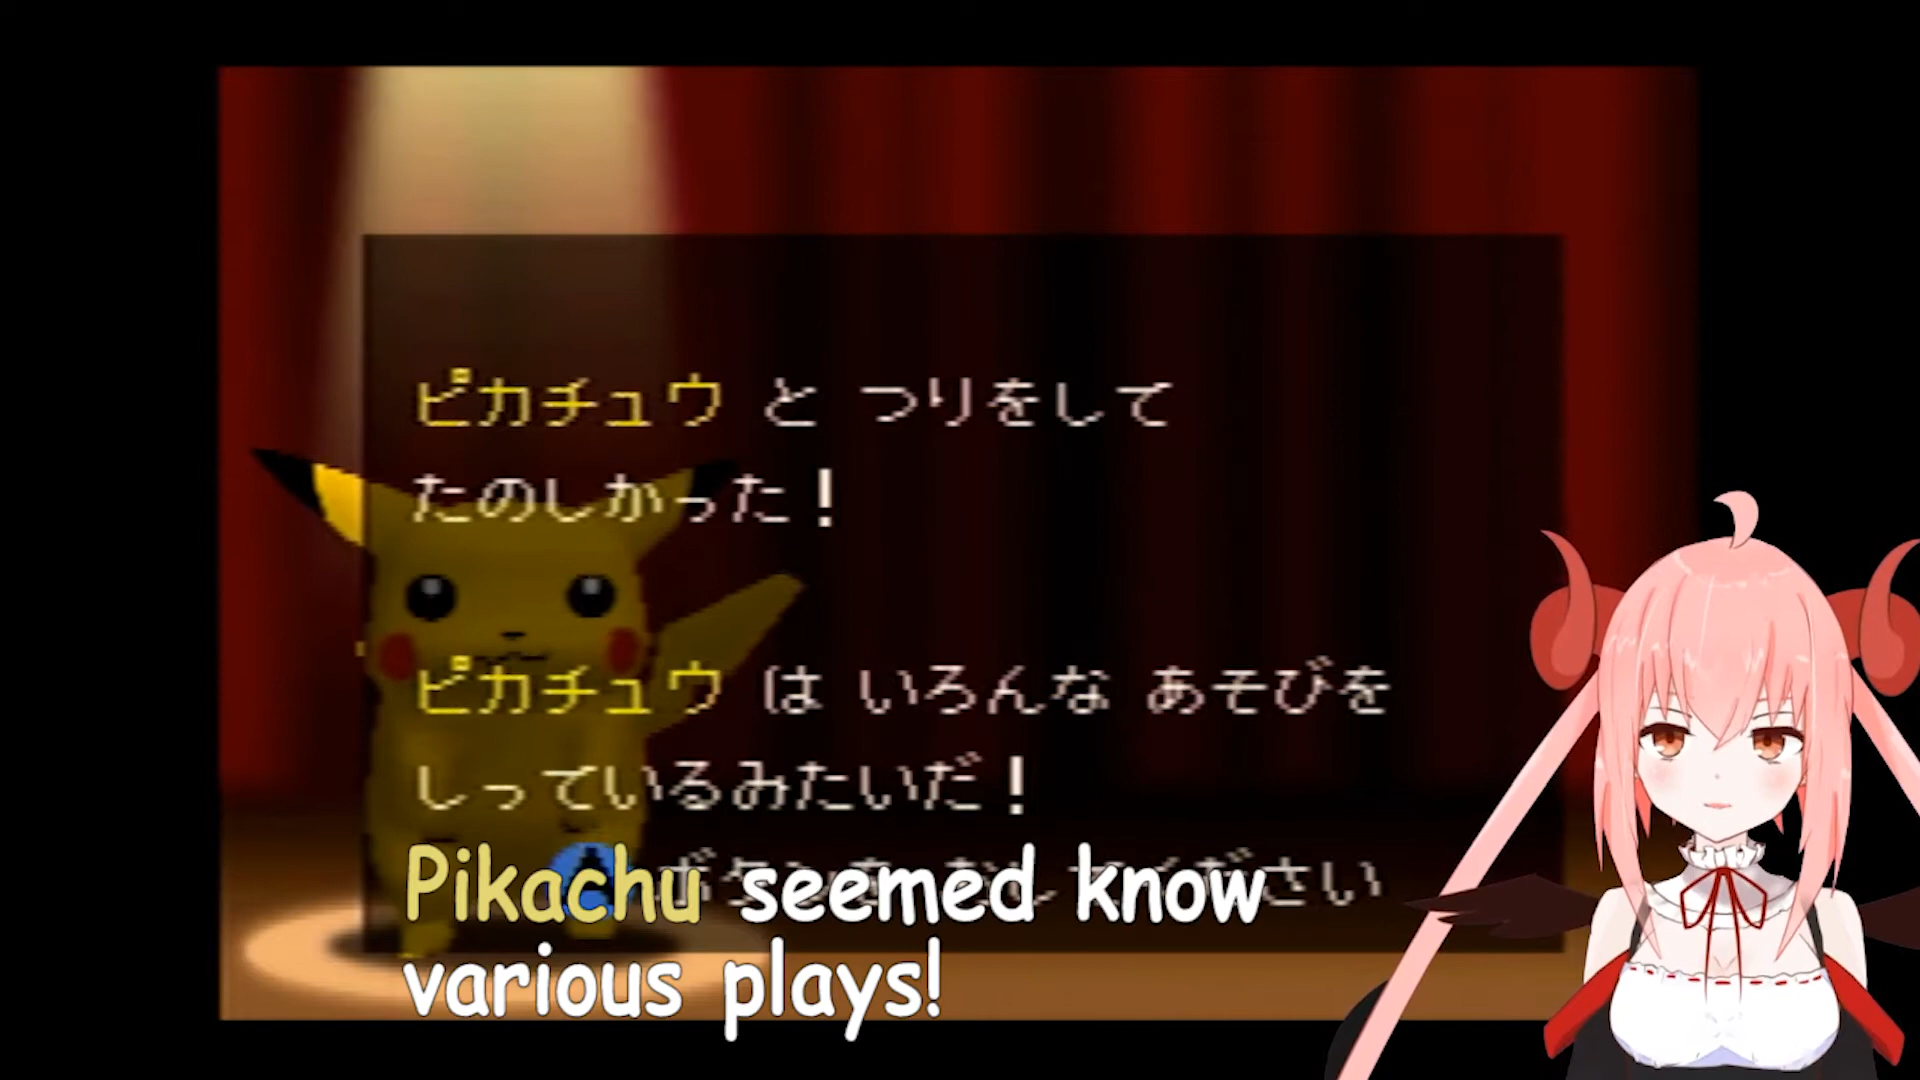 ピカチュウ と つりをして
たのしかった！
ピカチュウ は いろんな あそびを
しっているみたいだ！
Pikachu seemed know
various plays!